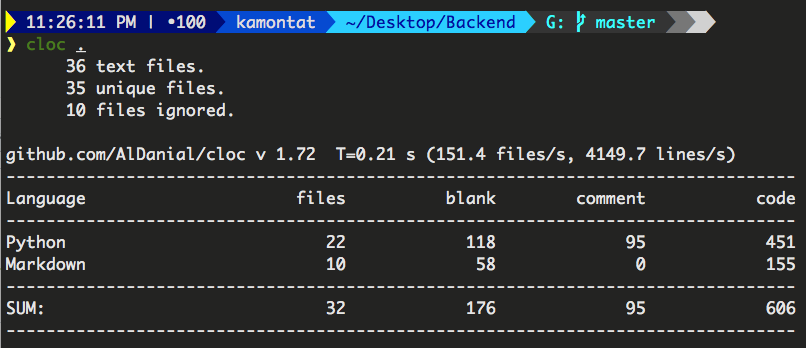 11:26:11 PM | •100 kamontat ~/Desktop/Backend G: master
❯ cloc .
36 text files.
35 unique files.
10 files ignored.
github.com/AlDanial/cloc v 1.72 T=0.21 s (151.4 files/s, 4149.7 lines/s)
-------------------------------------------------------------------------------
Language files blank comment code
-------------------------------------------------------------------------------
Python 22 118 95 451
Markdown 10 58 0 155
-------------------------------------------------------------------------------
SUM: 32 176 95 606
-------------------------------------------------------------------------------